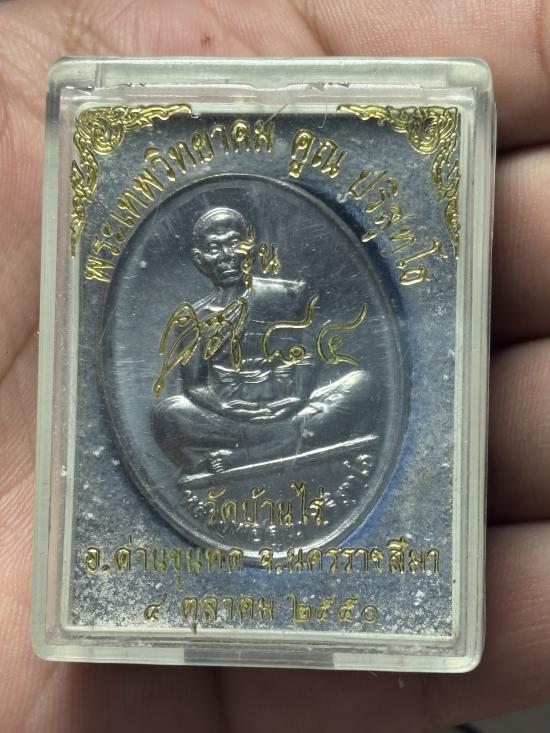 พระเทพวิทยาคม คูณ ปริสุทฺโธ
รุ่น
คูณ ๘๔
วัดบ้านไร่
อ.ด่านขุนทด จ.นครราชสีมา
๔ ตุลาคม ๒๕๕๐